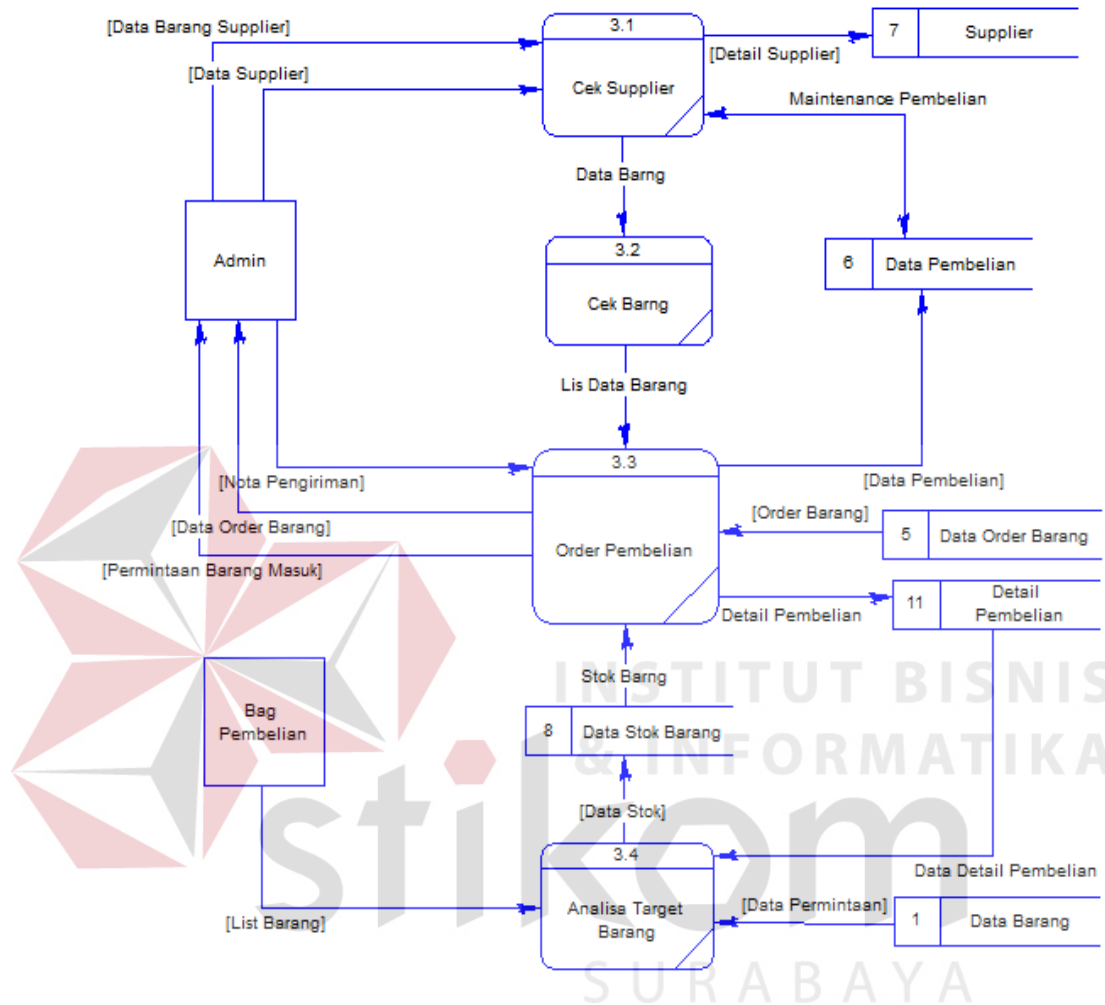 [Data Barang Supplier]
3.1
7
Supplier
[Detail Supplier]
[Data Supplier]
Cek Supplier
Maintenance Pembelian
Data Barng
3.2
Admin
6
Data Pembelian
Cek Barng
Lis Data Barang
3.3
[Nota Pengiriman]
[Data Pembelian]
[Order Barang]
[Data Order Barang]
5
Data Order Barang
Order Pembelian
[Permintaan Barang Masuk]
11
Detail
Pembelian
Detail Pembelian
Stok Barng
INSTITUT BISNIS
Bag
Pembelian
8
Data Stok Barang
& INFORMATIKA
stikom
[Data Stok]
3.4
Data Detail Pembelian
[List Barang]
Analisa Target
Barang
[Data Permintaan]
1
Data Barang
SURABAYA